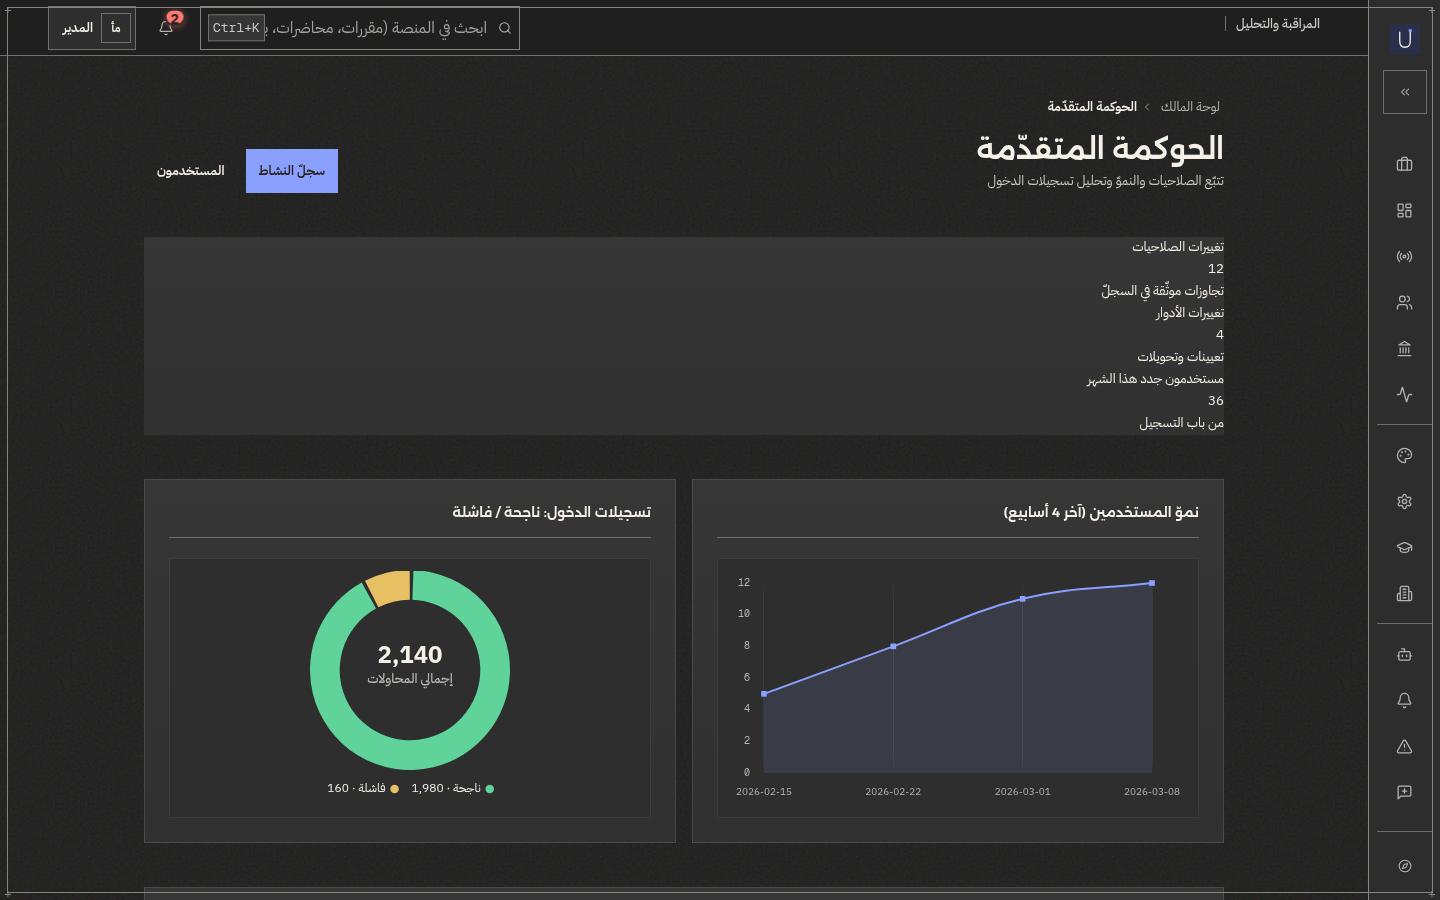 المراقبة والتحليل
ابحث في المنصة (مقررات، محاضرات،
Ctrl+K
2
مأ
المدير
لوحة المالك › الحوكمة المتقدّمة
الحوكمة المتقدّمة
تتبّع الصلاحيات والنموّ وتحليل تسجيلات الدخول
سجلّ النشاط
المستخدمون
تغييرات الصلاحيات
12
تجاوزات موثّقة في السجلّ
تغييرات الأدوار
4
تعيينات وتحويلات
مستخدمون جدد هذا الشهر
36
من باب التسجيل
نموّ المستخدمين (آخر 4 أسابيع)
12
10
8
6
4
2
0
2026-02-15
2026-02-22
2026-03-01
2026-03-08
تسجيلات الدخول: ناجحة / فاشلة
2,140
إجمالي المحاولات
ناجحة · 1,980
فاشلة · 160